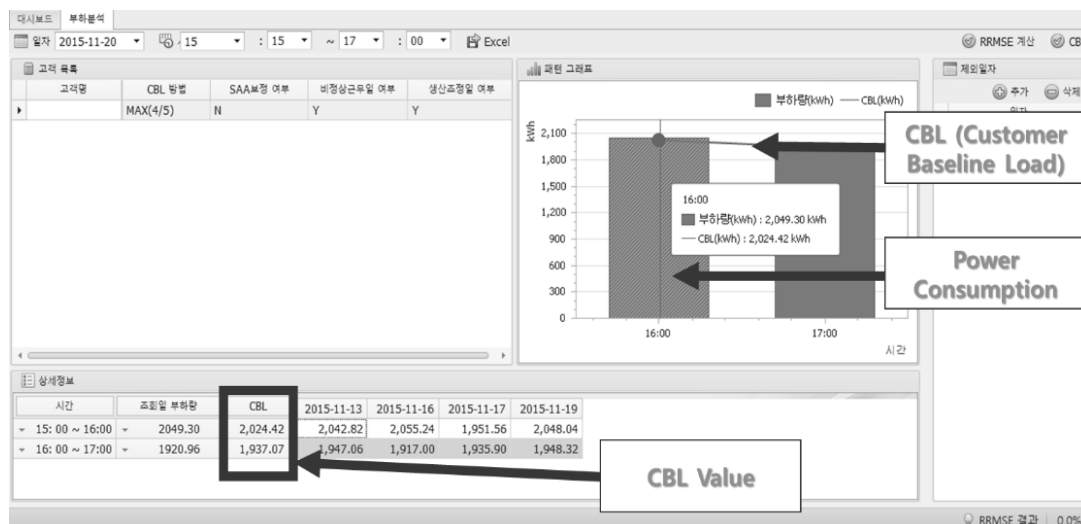 대시보드 부하분석
일자 2015-11-20 15 : 15 ~ 17 : 00 Excel RRMSE 계산 CB
고객 목록
고객명 CBL 방법 SAA보정 여부 비정상근무일 여부 생산조정일 여부
MAX(4/5) N Y Y
패턴 그래프
부하량(kWh) CBL(kWh)
kWh
2,100
1,800
1,500
1,200
900
600
300
0
16:00
부하량(kWh) : 2,049.30 kWh
CBL(kWh) : 2,024.42 kWh
16:00 17:00
시간
제외일자
추가 삭제
CBL (Customer
Baseline Load)
Power
Consumption
상세정보
시간 조회일 부하량 CBL 2015-11-13 2015-11-16 2015-11-17 2015-11-19
15: 00 ~ 16:00 2049.30 2,024.42 2,042.82 2,055.24 1,951.56 2,048.04
16: 00 ~ 17:00 1920.96 1,937.07 1,947.06 1,917.00 1,935.90 1,948.32
CBL Value
RRMSE 결과 0.0%